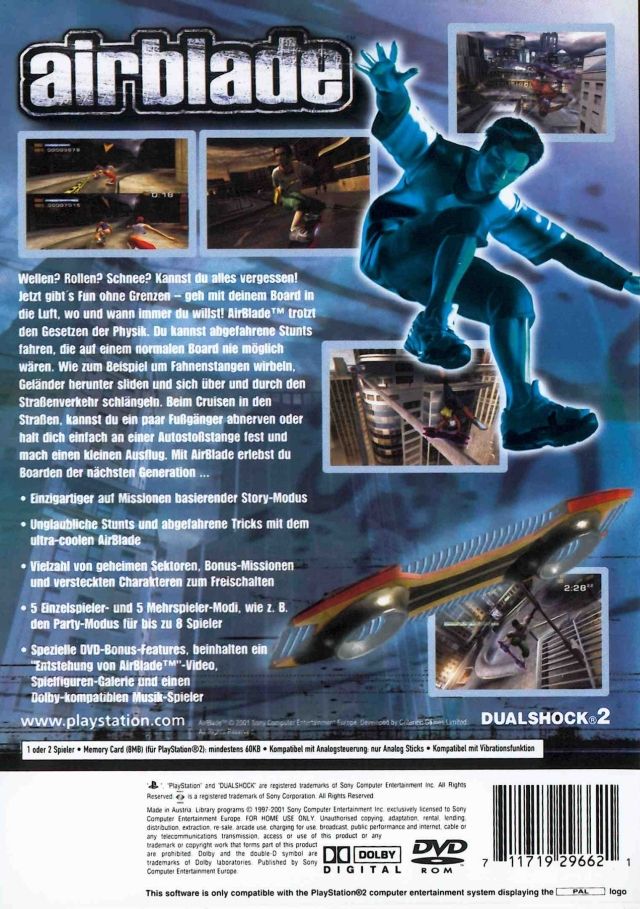 airblade™
Wellen? Rollen? Schnee? Kannst du alles vergessen!
Jetzt gibt´s Fun ohne Grenzen – geh mit deinem Board in
die Luft, wo und wann immer du willst! AirBlade™ trotzt
den Gesetzen der Physik. Du kannst abgefahrene Stunts
fahren, die auf einem normalen Board nie möglich
wären. Wie zum Beispiel um Fahnenstangen wirbeln,
Geländer herunter sliden und sich über und durch den
Straßenverkehr schlängeln. Beim Cruisen in den
Straßen, kannst du ein paar Fußgänger abnerven oder
halt dich einfach an einer Autostoßstange fest und
mach einen kleinen Ausflug. Mit AirBlade erlebst du
Boarden der nächsten Generation ...
• Einzigartiger auf Missionen basierender Story-Modus
• Unglaubliche Stunts und abgefahrene Tricks mit dem
ultra-coolen AirBlade
• Vielzahl von geheimen Sektoren, Bonus-Missionen
und versteckten Charakteren zum Freischalten
• 5 Einzelspieler- und 5 Mehrspieler-Modi, wie z. B.
den Party-Modus für bis zu 8 Spieler
• Spezielle DVD-Bonus-Features, beinhalten ein
"Entstehung von AirBlade™"-Video,
Spielfiguren-Galerie und einen
Dolby-kompatiblen Musik-Spieler
2:28
www.playstation.com
AirBlade™ © 2001 Sony Computer Entertainment Europe. Developed by Criterion Games Limited.
All Rights Reserved.
DUALSHOCK®2
1 oder 2 Spieler • Memory Card (8MB) (für PlayStation®2): mindestens 60KB • Kompatibel mit Analogsteuerung: nur Analog Sticks • Kompatibel mit Vibrationsfunktion
", "PlayStation" and "DUALSHOCK" are registered trademarks of Sony Computer Entertainment Inc. All Rights
Reserved. is a registered trademark of Sony Corporation. All Rights Reserved.
Made in Austria. Library programs © 1997-2001 Sony Computer Entertainment Inc. exclusively licensed to Sony
Computer Entertainment Europe. FOR HOME USE ONLY. Unauthorised copying, adaptation, rental, lending,
distribution, extraction, re-sale, arcade use, charging for use, broadcast, public performance and internet, cable or
any telecommunications transmission, access or use of this product or any
trademark or copyright work that forms part of this product
are prohibited. Dolby and the double-D symbol are
trademarks of Dolby laboratories. Published by Sony
Computer Entertainment Europe.
DOLBY
DIGITAL
DVD
ROM
7 11719 29662 1
This software is only compatible with the PlayStation®2 computer entertainment system displaying the PAL logo